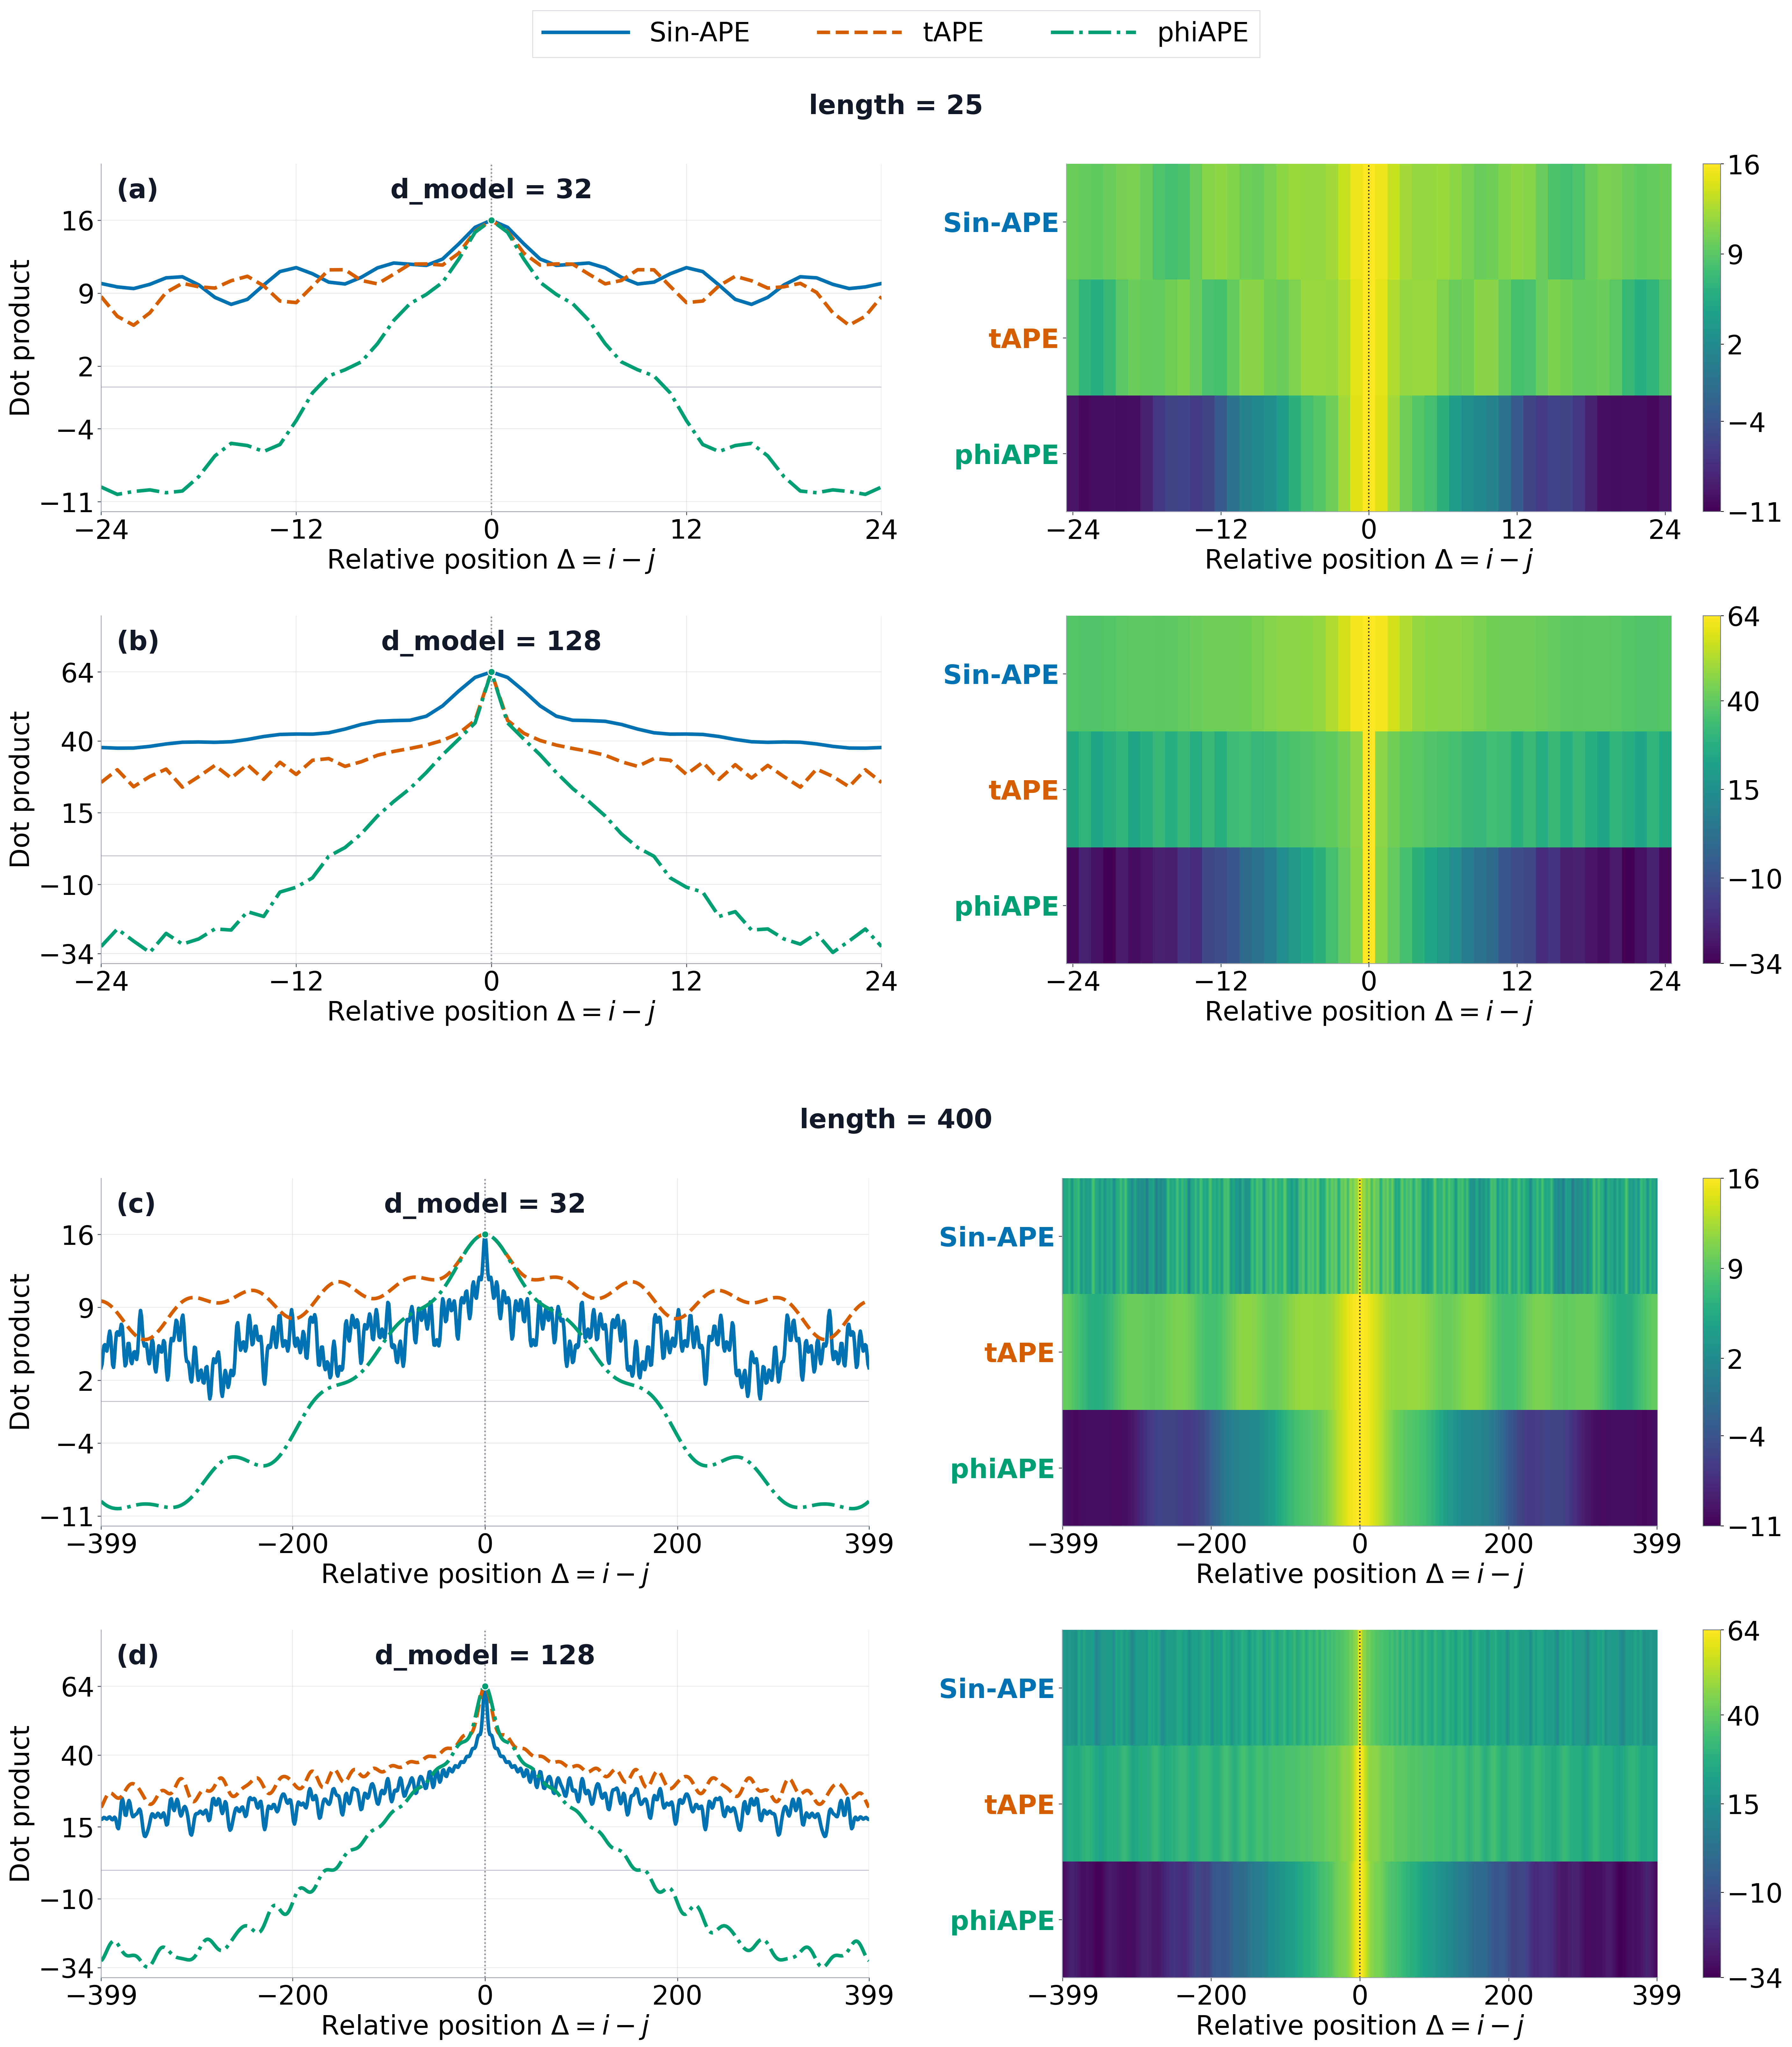 Sin-APE tAPE phiAPE
length = 25
(a) d_model = 32
Dot product
16
9
2
−4
−11
−24 −12 0 12 24
Relative position Δ = i − j
Sin-APE
tAPE
phiAPE
−24 −12 0 12 24
Relative position Δ = i − j
16
9
2
−4
−11
(b) d_model = 128
Dot product
64
40
15
−10
−34
−24 −12 0 12 24
Relative position Δ = i − j
Sin-APE
tAPE
phiAPE
−24 −12 0 12 24
Relative position Δ = i − j
64
40
15
−10
−34
length = 400
(c) d_model = 32
Dot product
16
9
2
−4
−11
−399 −200 0 200 399
Relative position Δ = i − j
Sin-APE
tAPE
phiAPE
−399 −200 0 200 399
Relative position Δ = i − j
16
9
2
−4
−11
(d) d_model = 128
Dot product
64
40
15
−10
−34
−399 −200 0 200 399
Relative position Δ = i − j
Sin-APE
tAPE
phiAPE
−399 −200 0 200 399
Relative position Δ = i − j
64
40
15
−10
−34